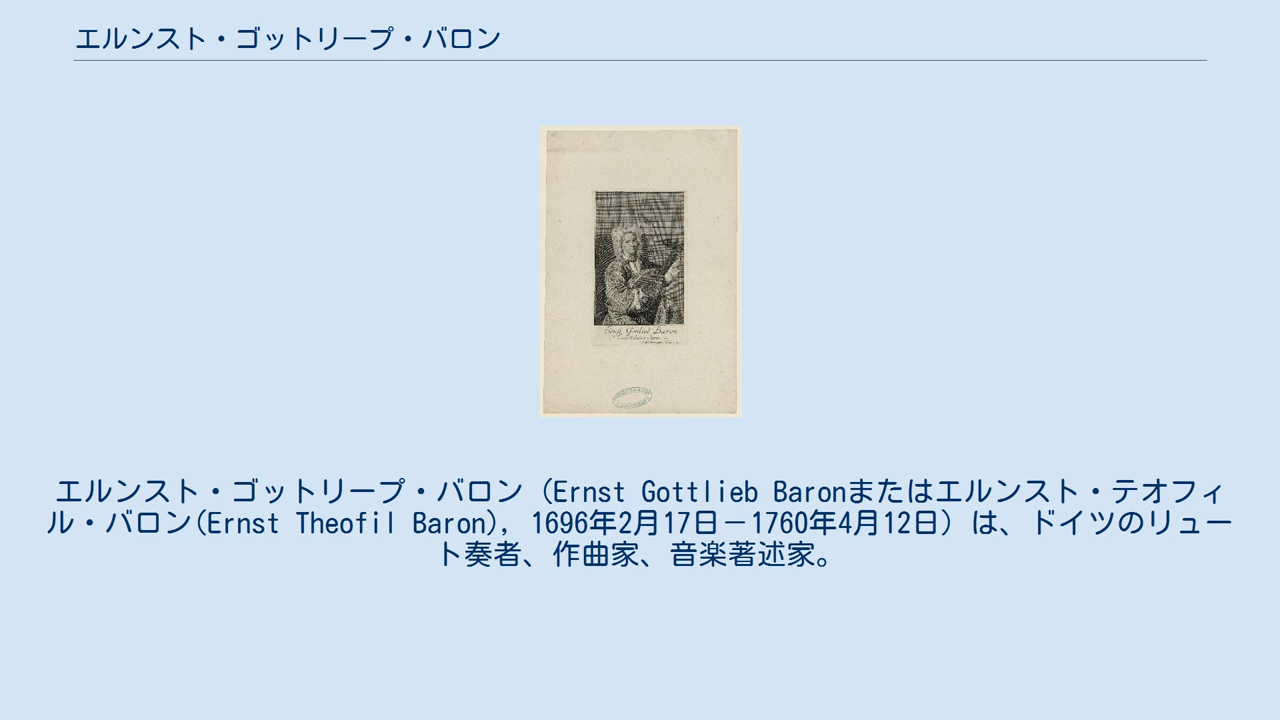 エルンスト・ゴットリープ・バロン
Ernst Gottlieb Baron
エルンスト・ゴットリープ・バロン（Ernst Gottlieb Baronまたはエルンスト・テオフィ
ル・バロン(Ernst Theofil Baron), 1696年2月17日－1760年4月12日）は、ドイツのリュー
ト奏者、作曲家、音楽著述家。